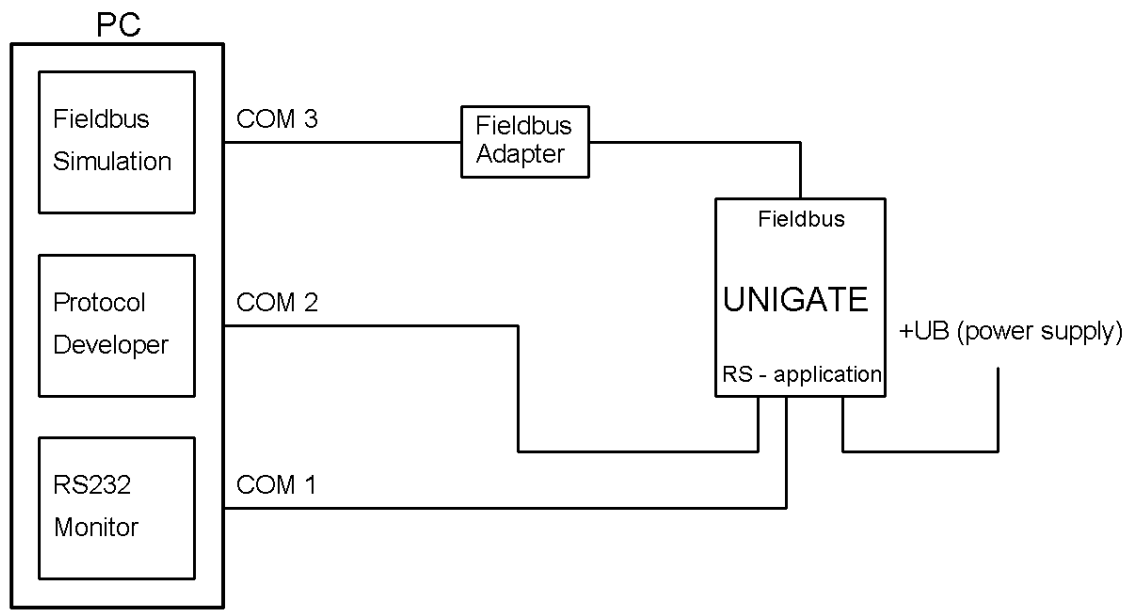 PC
Fieldbus
Simulation
COM 3
Fieldbus
Adapter
Fieldbus
UNIGATE
RS - application
+UB (power supply)
Protocol
Developer
COM 2
RS232
Monitor
COM 1